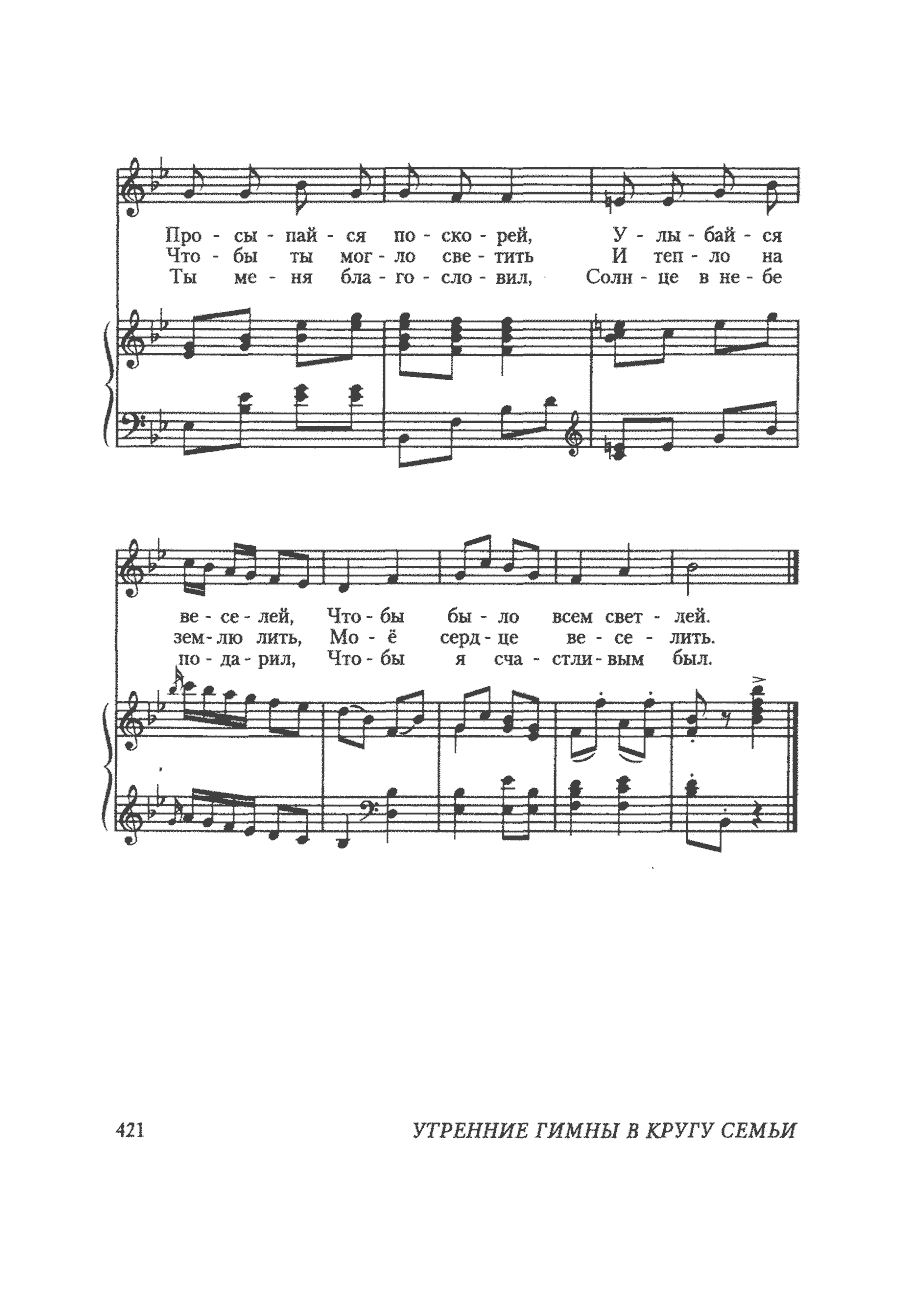 Про - сы - пай - ся по - ско - рей, У - лы - бай - ся
Что - бы ты мог - ло све - тить И теп - ло на
Ты ме - ня бла - го - сло - вил, Солн - це в не - бе
ве - се - лей, Что - бы бы - ло всем свет - лей.
зем - лю лить, Мо - ё серд - це ве - се - лить.
по - да - рил, Что - бы я сча - стли - вым был.
421 УТРЕННИЕ ГИМНЫ В КРУГУ СЕМЬИ